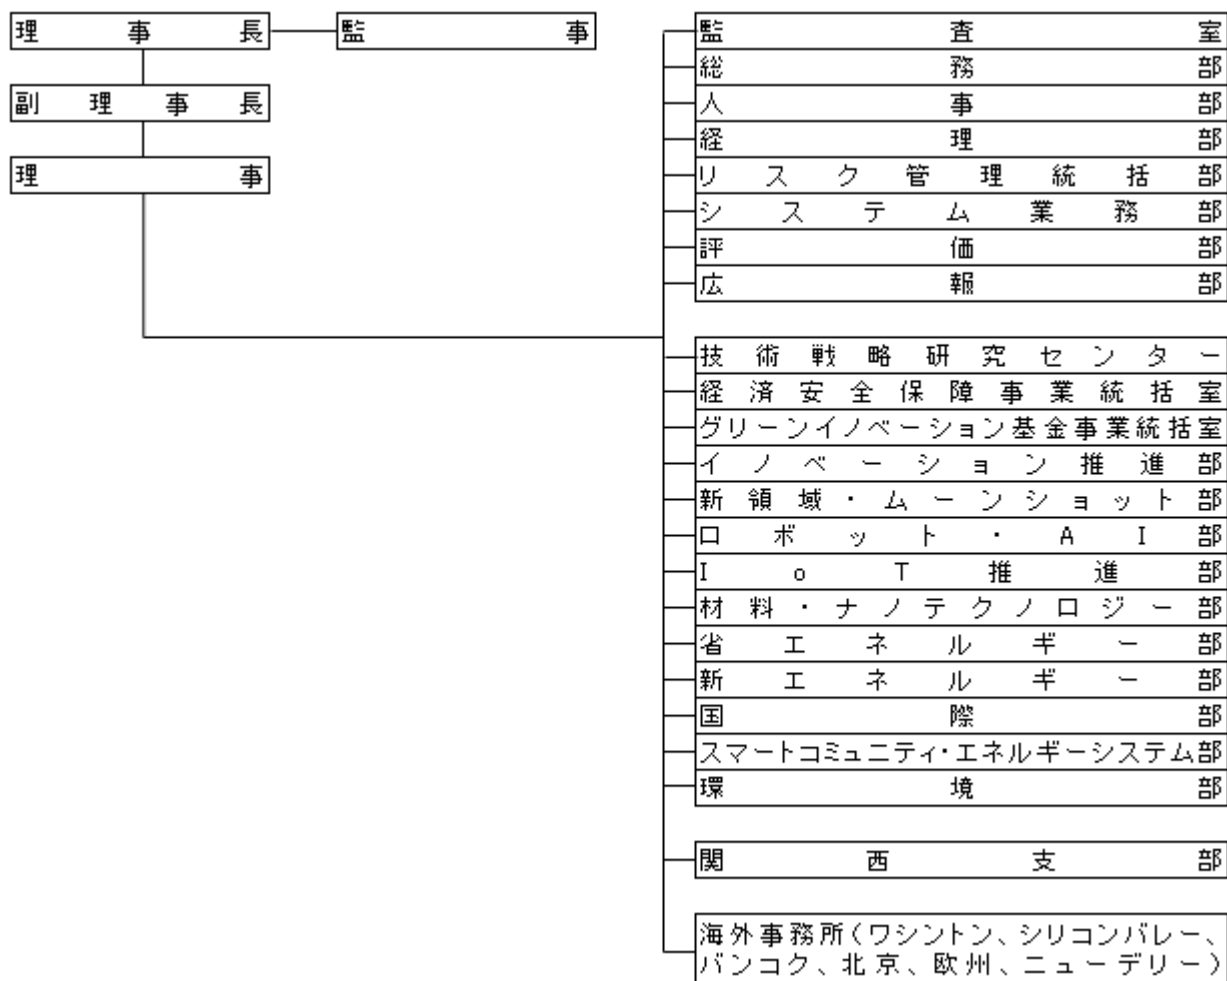 理事長
監事
副理事長
理事
監査室
総務部
人事部
経理部
リスク管理統括部
システム業務部
評価部
広報部
技術戦略研究センター
経済安全保障事業統括室
グリーンイノベーション基金事業統括室
イノベーション推進部
新領域・ムーンショット部
ロボット・AI部
IoT推進部
材料・ナノテクノロジー部
省エネルギー部
新エネルギー部
国際部
スマートコミュニティ・エネルギーシステム部
環境部
関西支部
海外事務所(ワシントン、シリコンバレー、
バンコク、北京、欧州、ニューデリー)